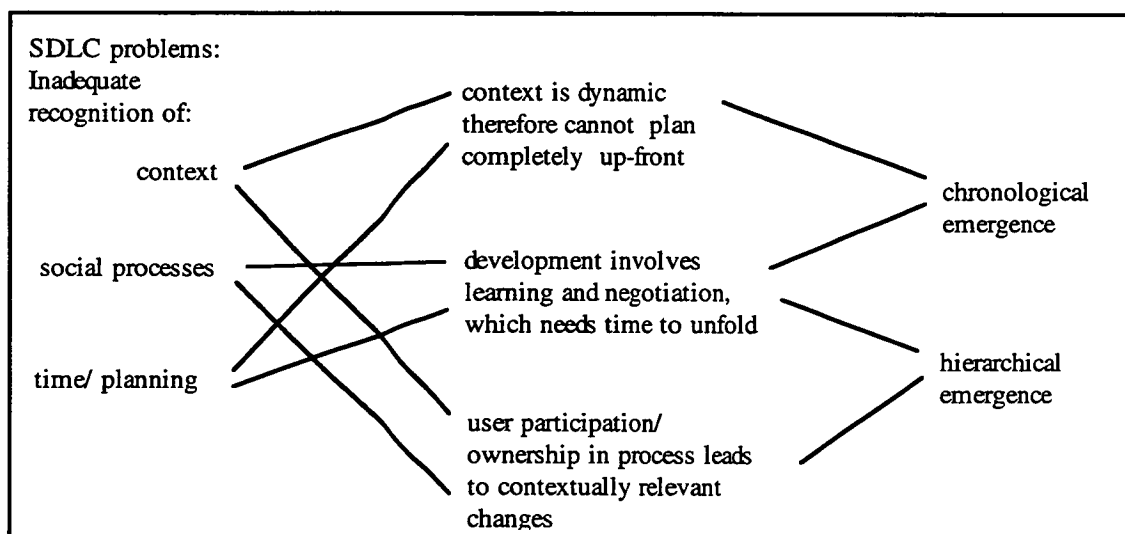 SDLC problems:
Inadequate
recognition of:
context
social processes
time/ planning
context is dynamic
therefore cannot plan
completely up-front
development involves
learning and negotiation,
which needs time to unfold
user participation/
ownership in process leads
to contextually relevant
changes
chronological
emergence
hierarchical
emergence